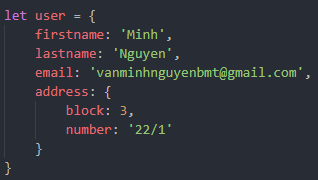 let user = {
    firstname: 'Minh',
    lastname: 'Nguyen',
    email: 'vanminhnguyenbmt@gmail.com',
    address: {
        block: 3,
        number: '22/1'
    }
}